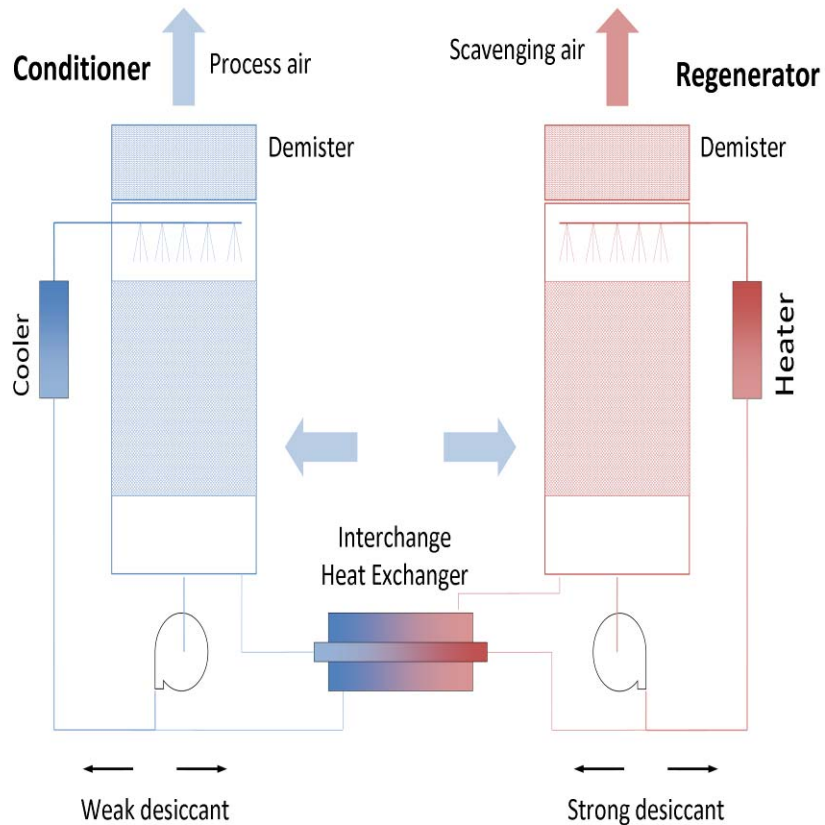 Conditioner
Process air
Scavenging air
Regenerator
Demister
Demister
Cooler
Heater
Interchange
Heat Exchanger
Weak desiccant
Strong desiccant